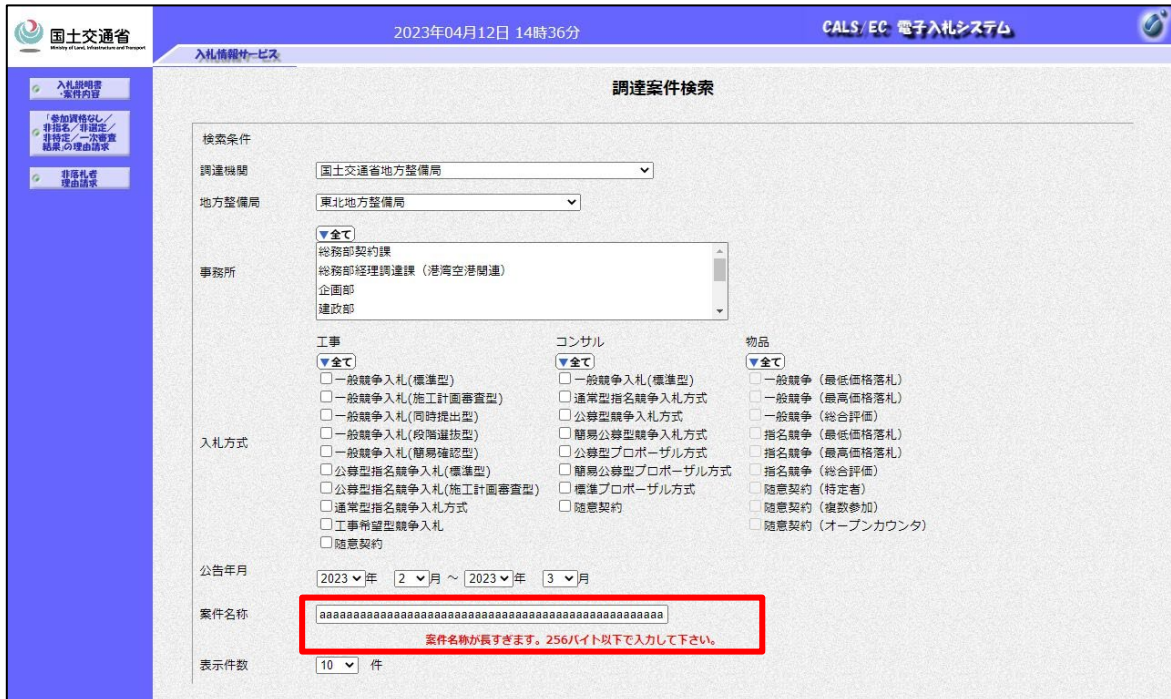 国土交通省
Ministry of Land, Infrastructure and Transport
2023年04月12日 14時36分
CALS/EC 電子入札システム
入札情報サービス
入札説明書
・案件内容
「参加資格なし/
非指名/非選定/
非特定/一次審査
結果」の理由請求
非落札者
理由請求
調達案件検索
検索条件
調達機関 国土交通省地方整備局
地方整備局 東北地方整備局
▼全て
事務所
総務部契約課
総務部経理調達課(港湾空港関連)
企画部
建政部
入札方式
工事
▼全て
一般競争入札(標準型)
一般競争入札(施工計画審査型)
一般競争入札(同時提出型)
一般競争入札(段階選抜型)
一般競争入札(簡易確認型)
公募型指名競争入札(標準型)
公募型指名競争入札(施工計画審査型)
通常型指名競争入札方式
工事希望型競争入札
随意契約
コンサル
▼全て
一般競争入札(標準型)
通常型指名競争入札方式
公募型競争入札方式
簡易公募型競争入札方式
公募型プロポーザル方式
簡易公募型プロポーザル方式
標準プロポーザル方式
随意契約
物品
▼全て
一般競争(最低価格落札)
一般競争(最高価格落札)
一般競争(総合評価)
指名競争(最低価格落札)
指名競争(最高価格落札)
指名競争(総合評価)
随意契約(特定者)
随意契約(複数参加)
随意契約(オープンカウンタ)
公告年月 2023 年 2 月 ~ 2023 年 3 月
案件名称 aaaaaaaaaaaaaaaaaaaaaaaaaaaaaaaaaaaaaaaaaaaaaaaaaaa
案件名称が長すぎます。256バイト以下で入力して下さい。
表示件数 10 件